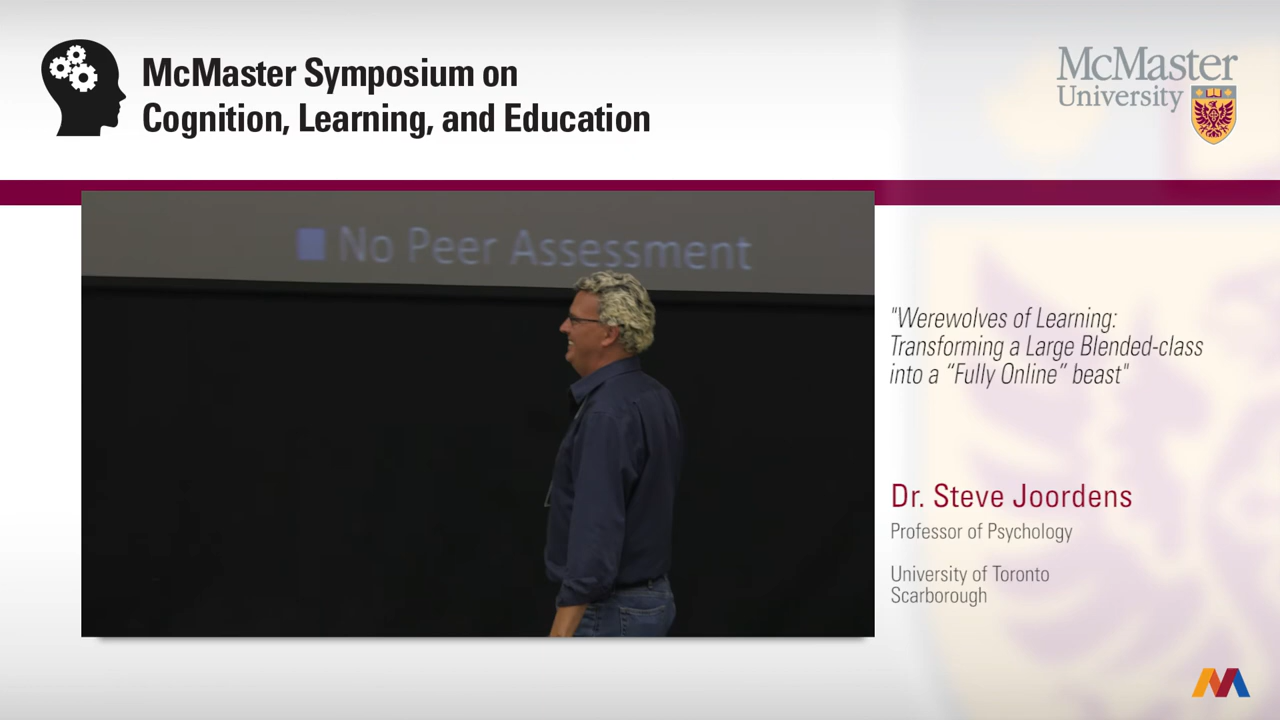 McMaster Symposium on
Cognition, Learning, and Education
McMaster
University
No Peer Assessment
"Werewolves of Learning:
Transforming a Large Blended-class
into a “Fully Online” beast"
Dr. Steve Joordens
Professor of Psychology
University of Toronto
Scarborough